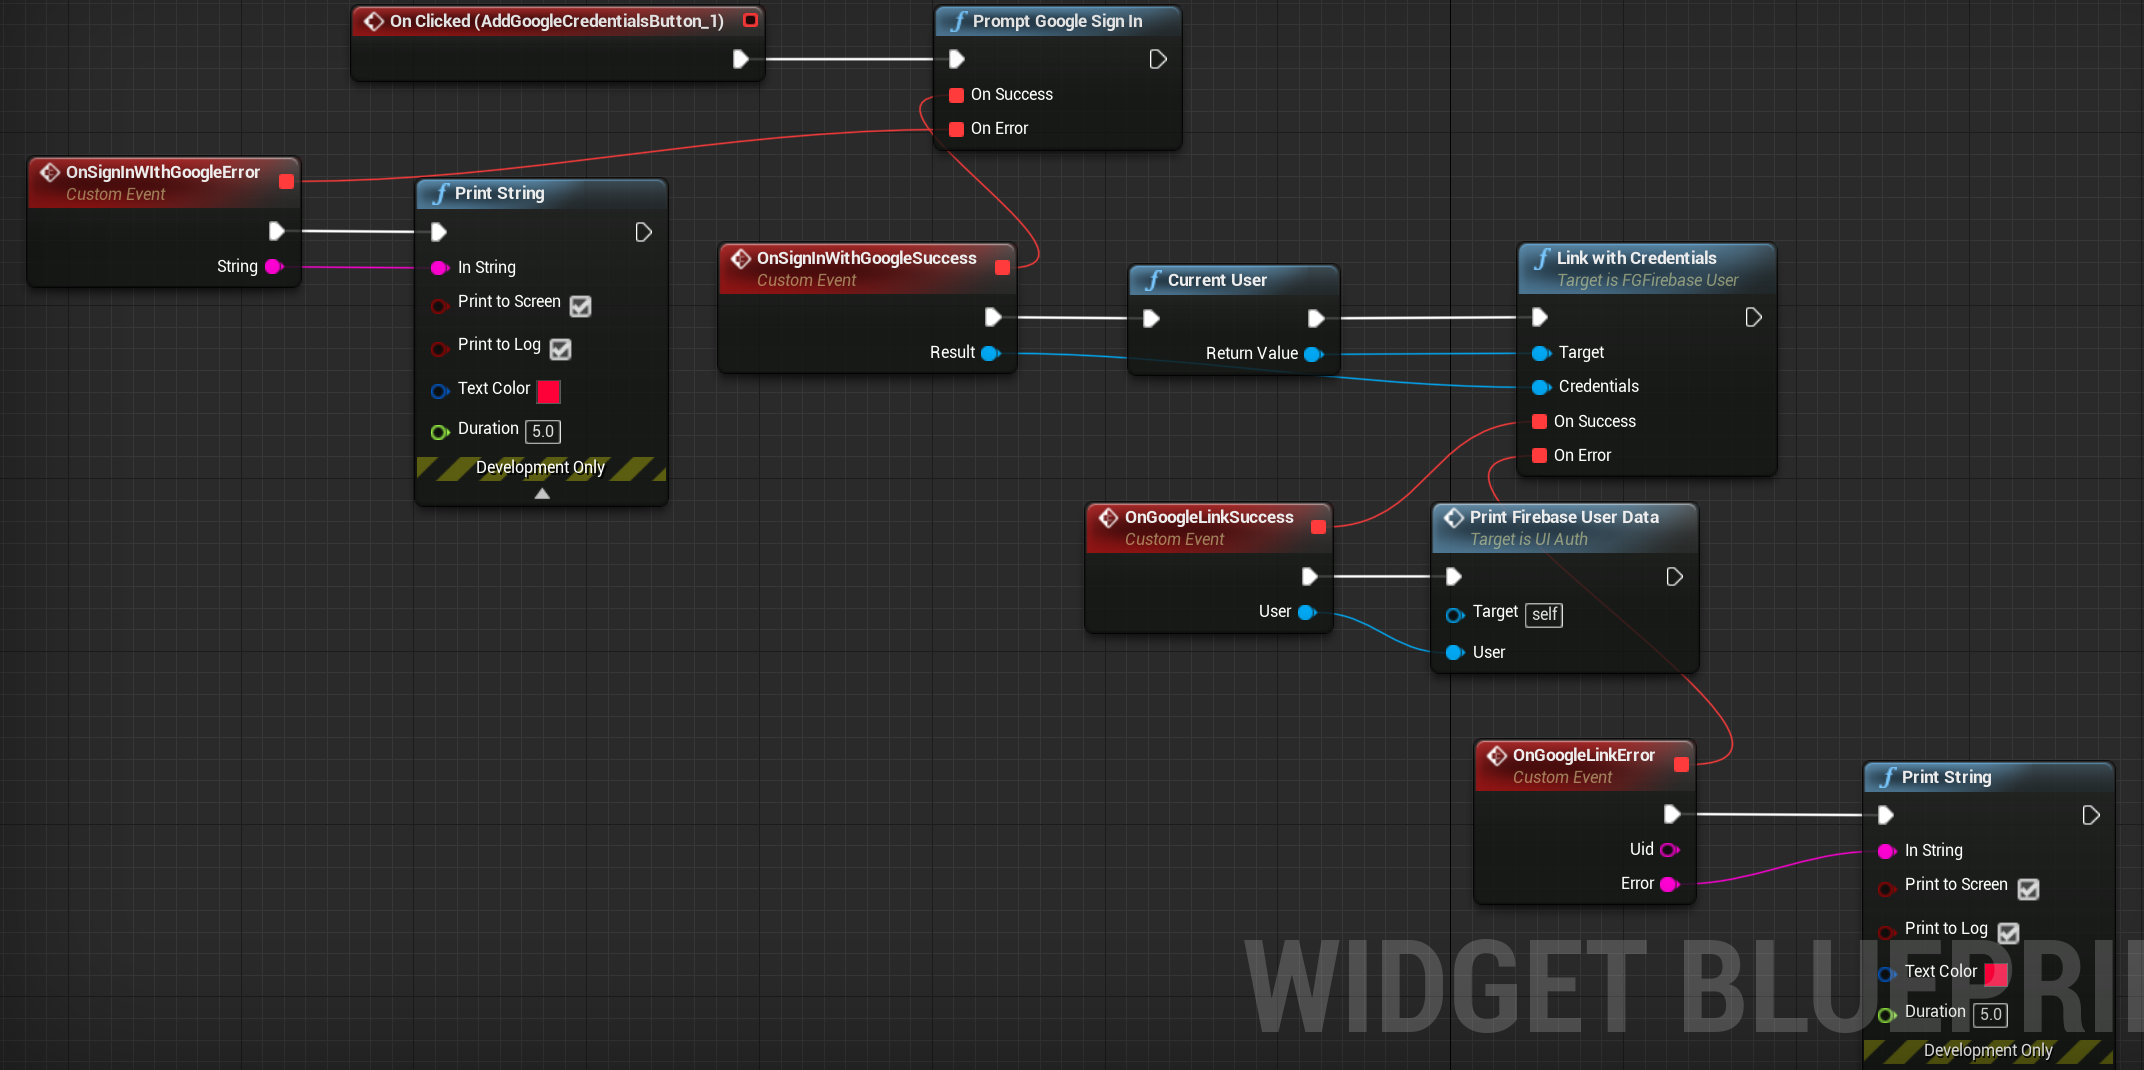 On Clicked (AddGoogleCredentialsButton_1)
Prompt Google Sign In
On Success
On Error
OnSignInWIthGoogleError
Custom Event
String
Print String
In String
Print to Screen
Print to Log
Text Color
Duration 5.0
Development Only
OnSignInWithGoogleSuccess
Custom Event
Result
Current User
Return Value
Link with Credentials
Target is FGFirebase User
Target
Credentials
On Success
On Error
OnGoogleLinkSuccess
Custom Event
User
Print Firebase User Data
Target is UI Auth
Target self
User
OnGoogleLinkError
Custom Event
Uid
Error
Print String
In String
Print to Screen
Print to Log
Text Color
Duration 5.0
Development Only
WIDGET BLUEPRI